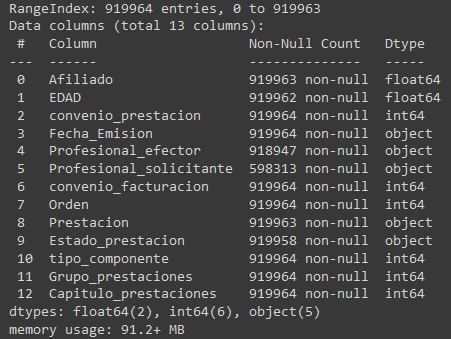 RangeIndex: 919964 entries, 0 to 919963
Data columns (total 13 columns):
 #   Column                  Non-Null Count   Dtype
---  ------                  --------------   -----
 0   Afiliado                919963 non-null  float64
 1   EDAD                    919962 non-null  float64
 2   convenio_prestacion     919964 non-null  int64
 3   Fecha_Emision           919964 non-null  object
 4   Profesional_efector     918947 non-null  object
 5   Profesional_solicitante 598313 non-null  object
 6   convenio_facturacion    919964 non-null  int64
 7   Orden                   919964 non-null  int64
 8   Prestacion              919963 non-null  object
 9   Estado_prestacion       919958 non-null  object
 10  tipo_componente         919964 non-null  int64
 11  Grupo_prestaciones      919964 non-null  int64
 12  Capitulo_prestaciones   919964 non-null  int64
dtypes: float64(2), int64(6), object(5)
memory usage: 91.2+ MB